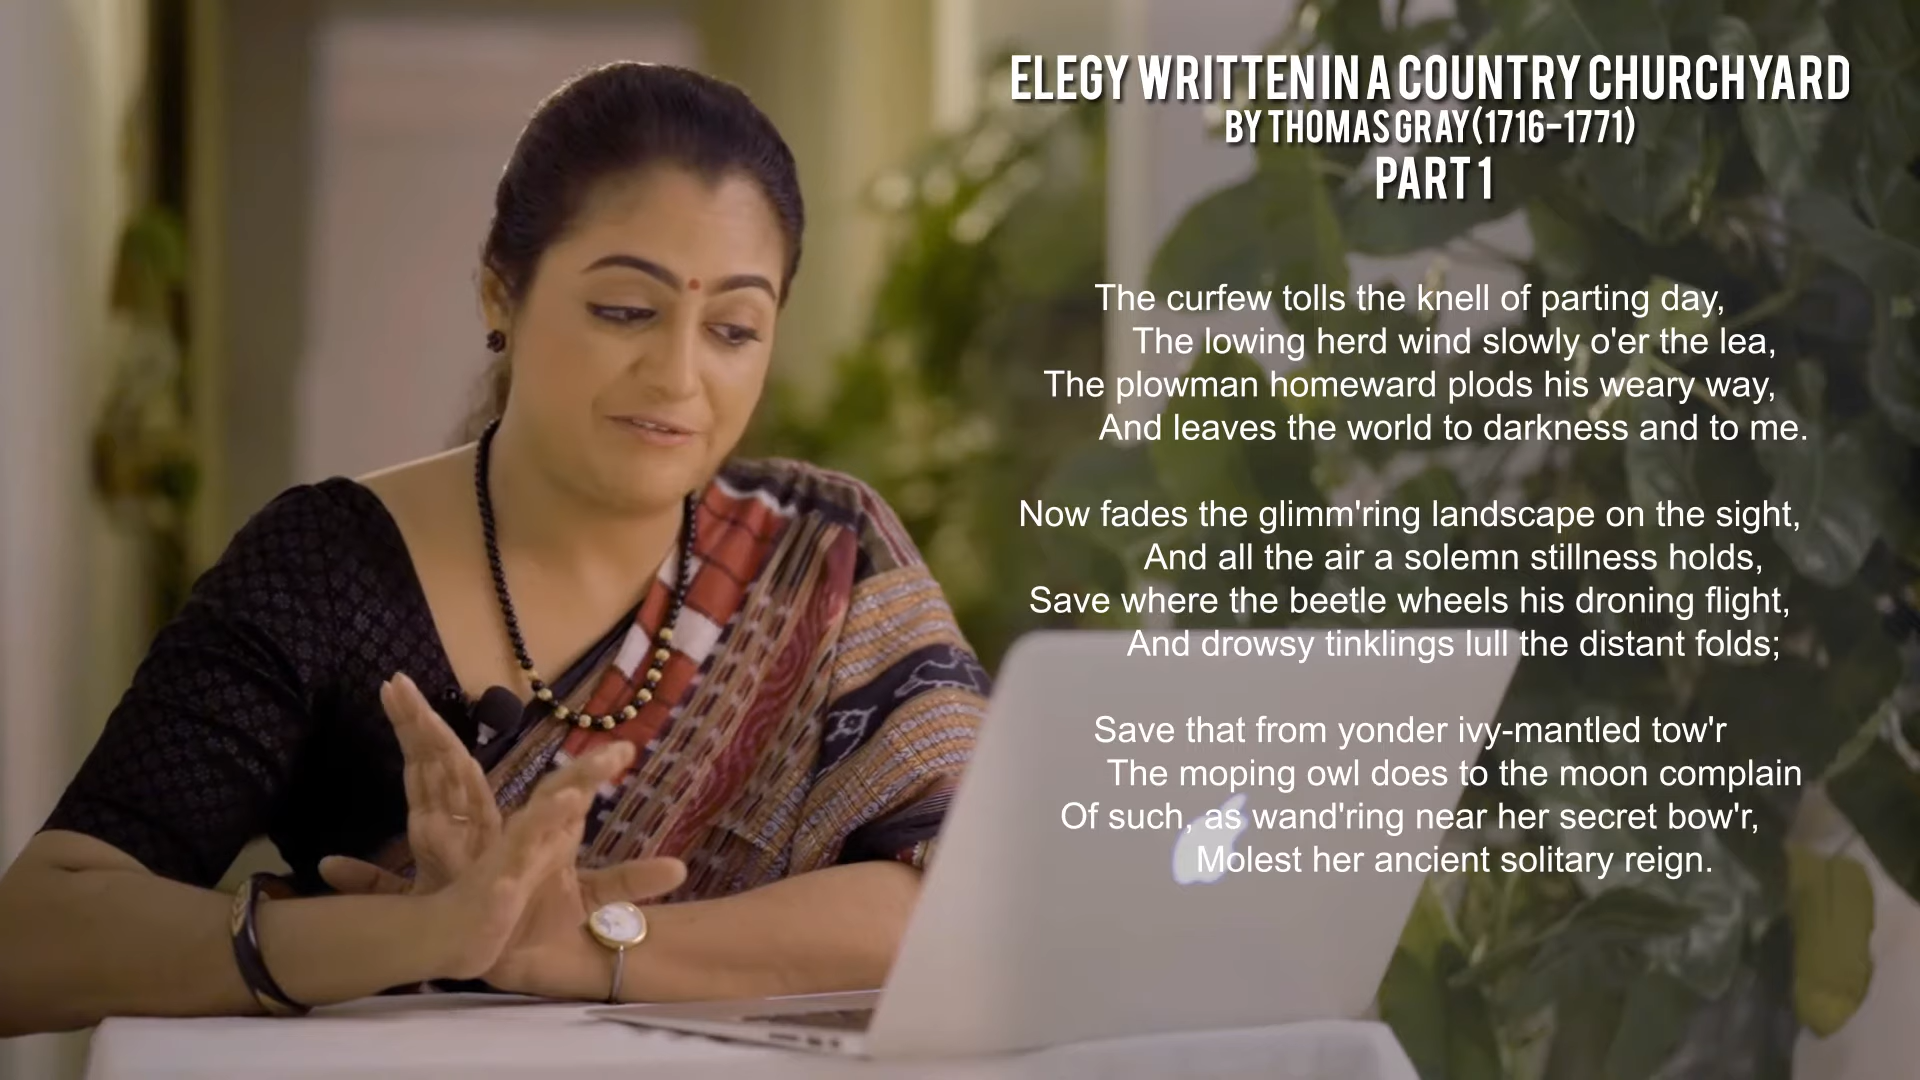 ELEGY WRITTEN IN A COUNTRY CHURCHYARD
BY THOMAS GRAY (1716-1771)
PART 1
The curfew tolls the knell of parting day,
The lowing herd wind slowly o'er the lea,
The plowman homeward plods his weary way,
And leaves the world to darkness and to me.
Now fades the glimm'ring landscape on the sight,
And all the air a solemn stillness holds,
Save where the beetle wheels his droning flight,
And drowsy tinklings lull the distant folds;
Save that from yonder ivy-mantled tow'r
The moping owl does to the moon complain
Of such, as wand'ring near her secret bow'r,
Molest her ancient solitary reign.